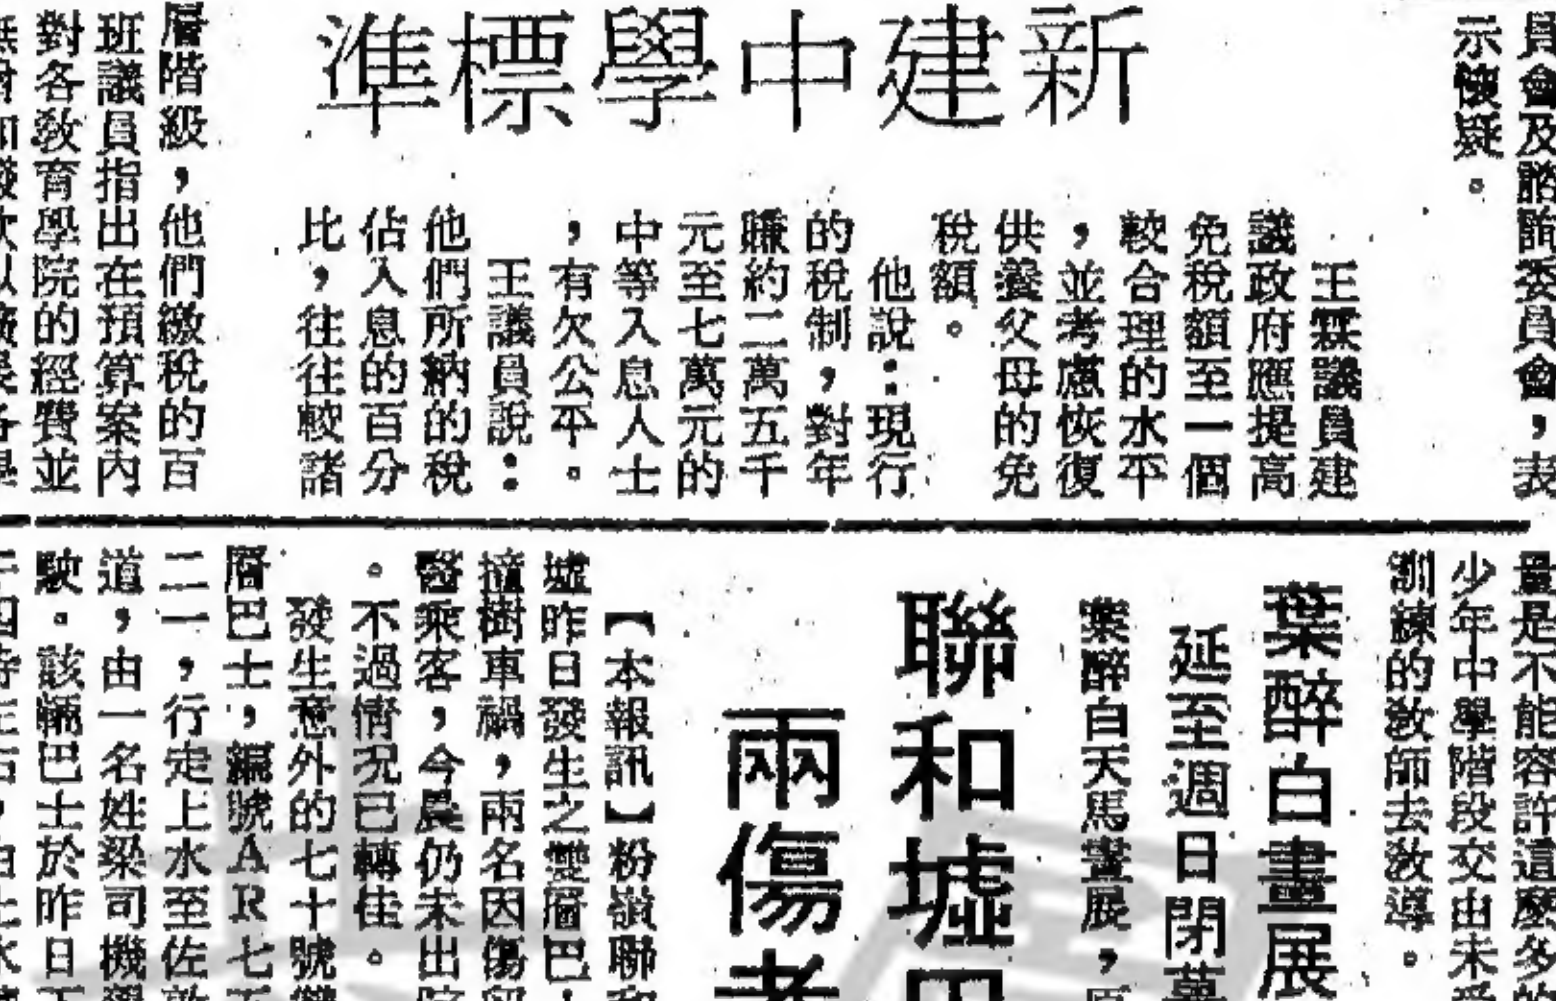 員會及諮詢委員會，表
示懷疑。
新建中學標準
王霖議員建
議政府應提高
免稅額至一個
較合理的水平
，並考慮恢復
供養父母的免
稅額。
他說：現行
的稅制，對年
賺約二萬五千
元至七萬元的
中等入息人士
，有欠公平。
王議員說：
他們所納的稅
佔入息的百分
比，往往較諸
層階級，他們繳稅的百
班議員指出在預算案內
對各敎育學院的經費並
量是不能容許這麼多
少年中學階段交由未
訓練的敎師去敎導。
葉醉白畫展
延至週日閉幕
葉醉白天馬畫展，
聯和墟
兩傷者
【本報訊】粉嶺聯和
墟昨日發生之雙層巴
撞樹車禍，兩名因傷留
醫乘客，今晨仍未出院
。不過情况已轉佳。
發生意外的七十號雙
層巴士，編號AR七
二一，行走上水至佐敦
道，由一名姓梁司機
駛。該輛巴士於昨日下